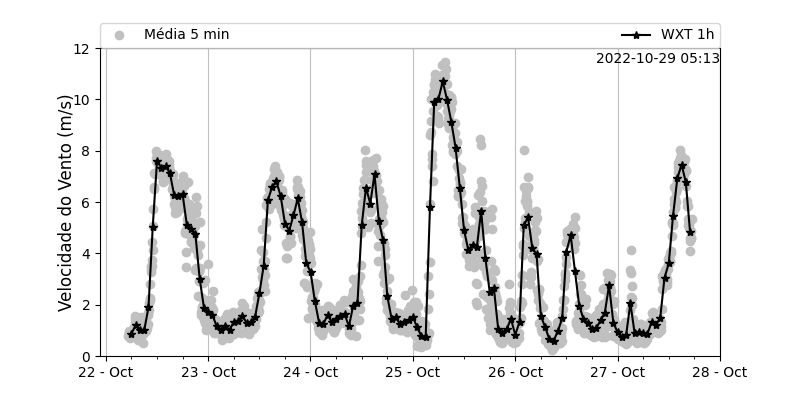 Média 5 min
WXT 1h
2022-10-29 05:13
Velocidade do Vento (m/s)
12
10
8
6
4
2
0
22 - Oct
23 - Oct
24 - Oct
25 - Oct
26 - Oct
27 - Oct
28 - Oct